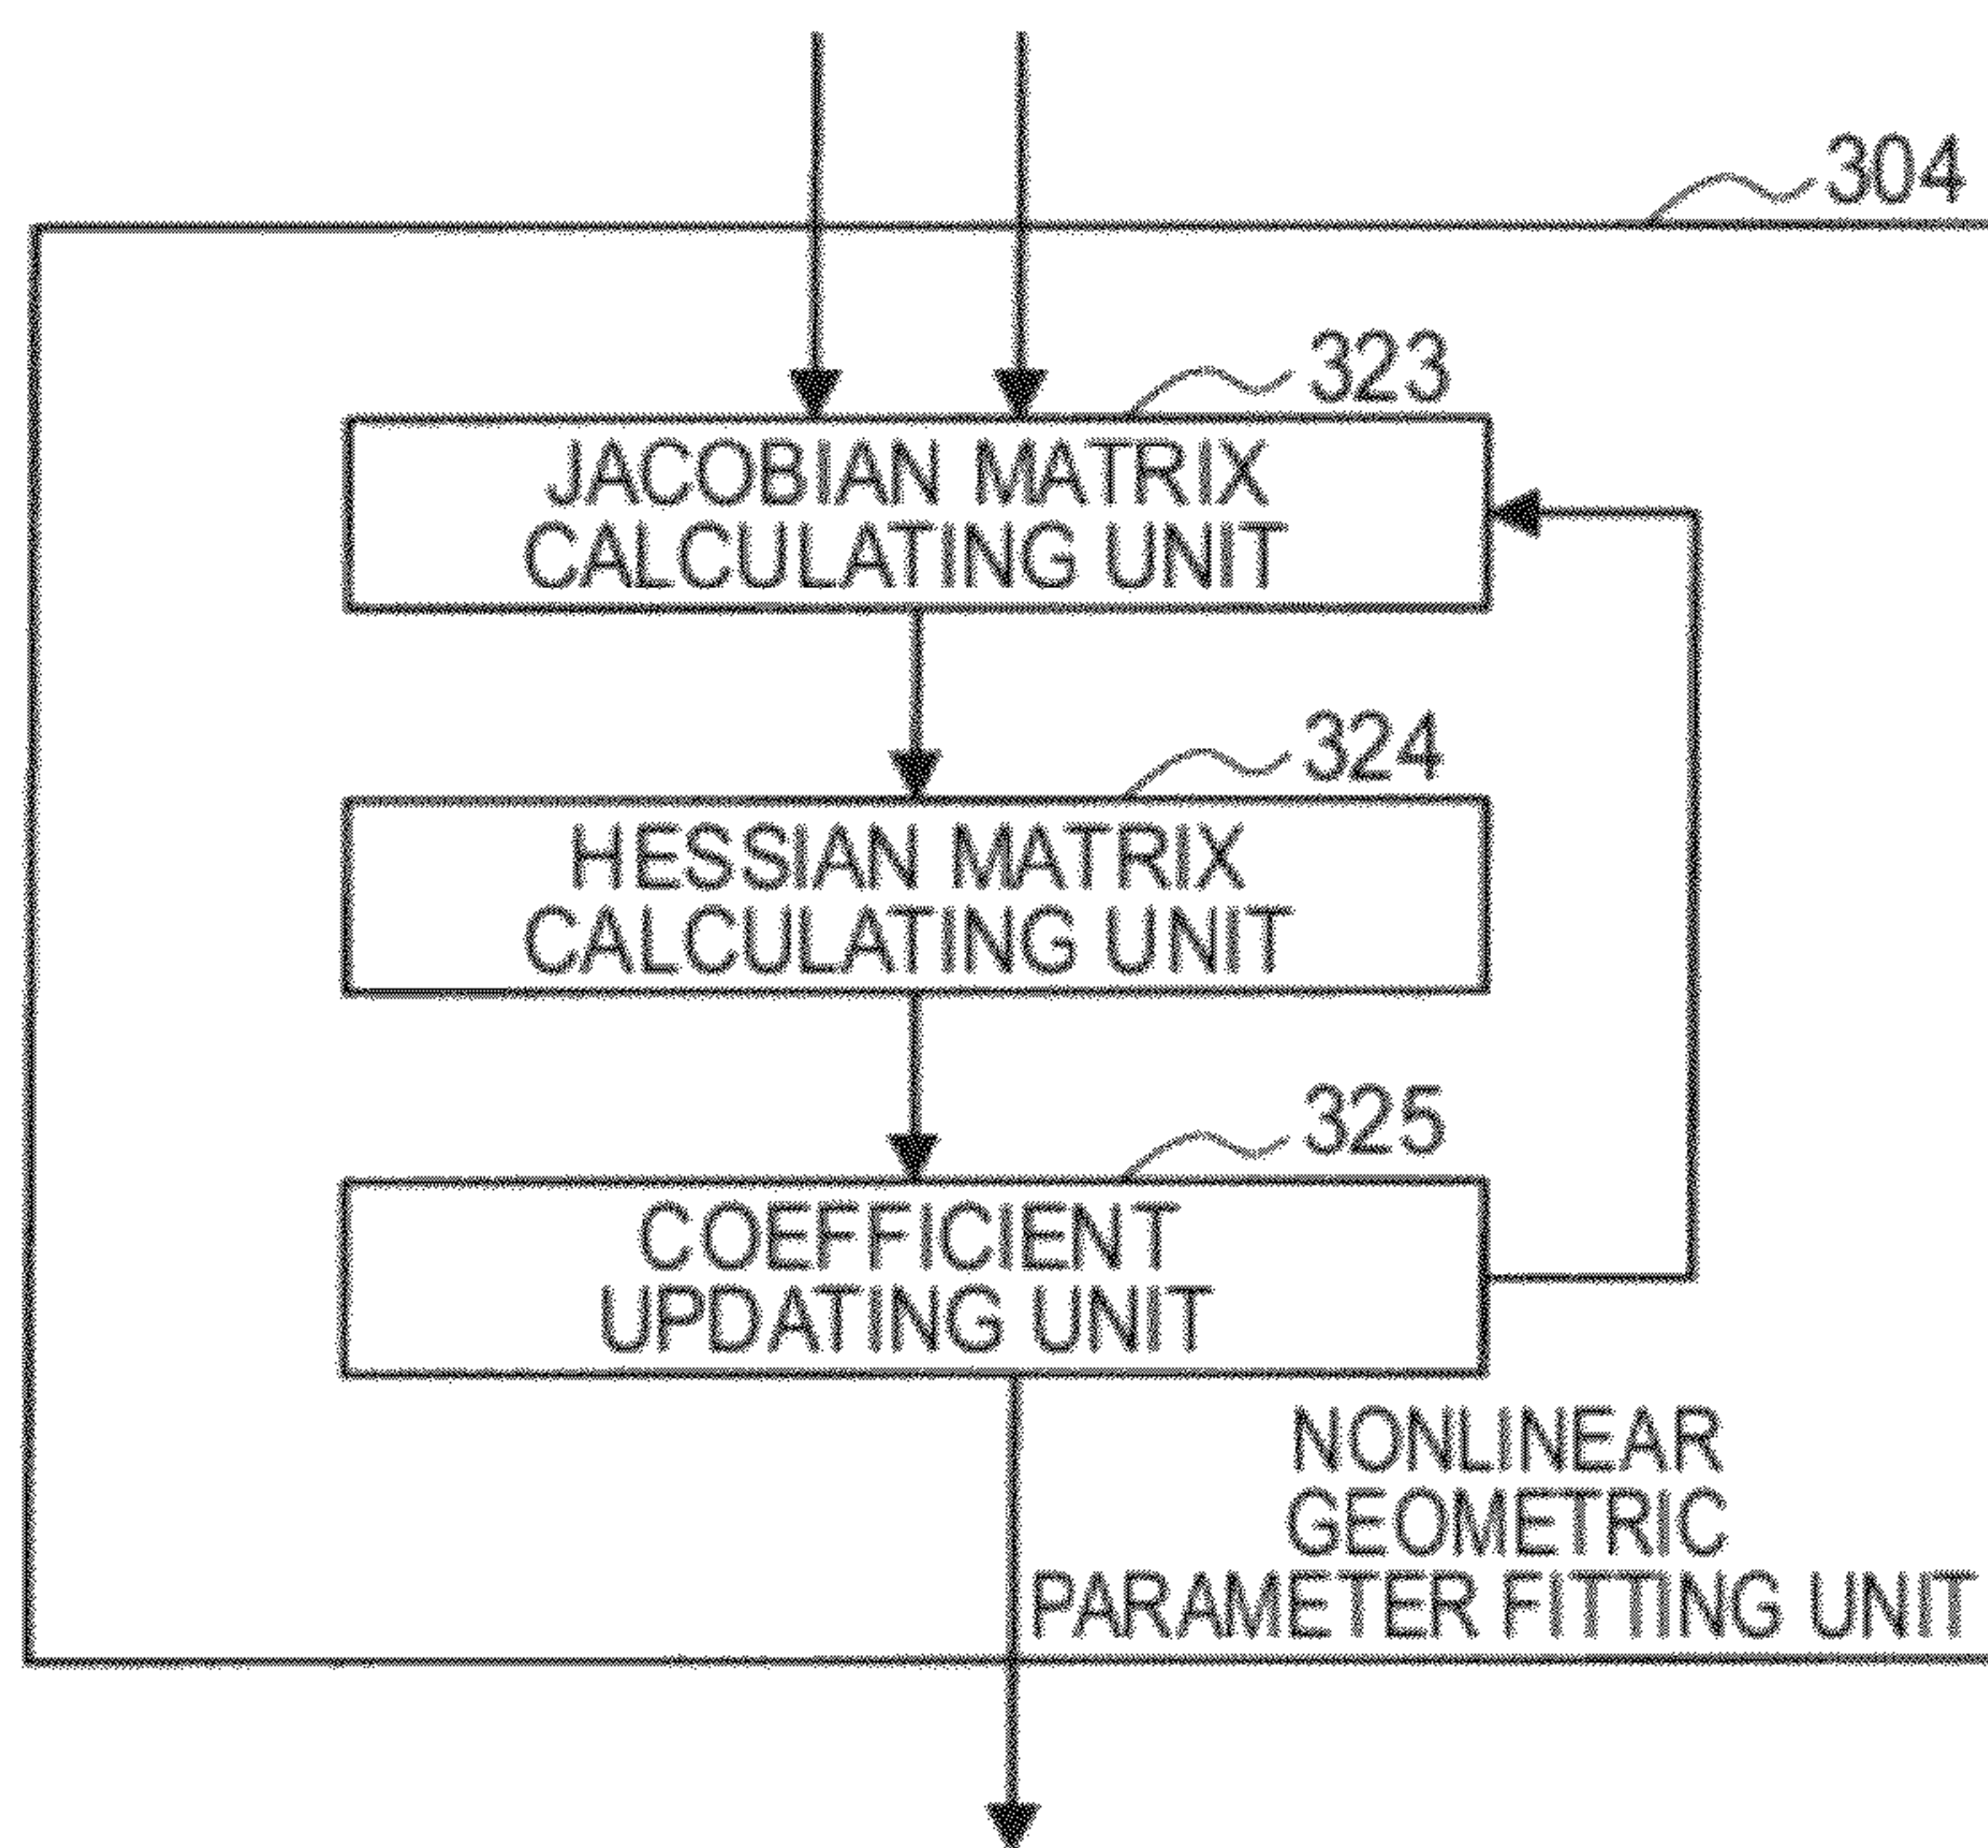 304
323
JACOBIAN MATRIX
CALCULATING UNIT
324
HESSIAN MATRIX
CALCULATING UNIT
325
COEFFICIENT
UPDATING UNIT
NONLINEAR
GEOMETRIC
PARAMETER FITTING UNIT